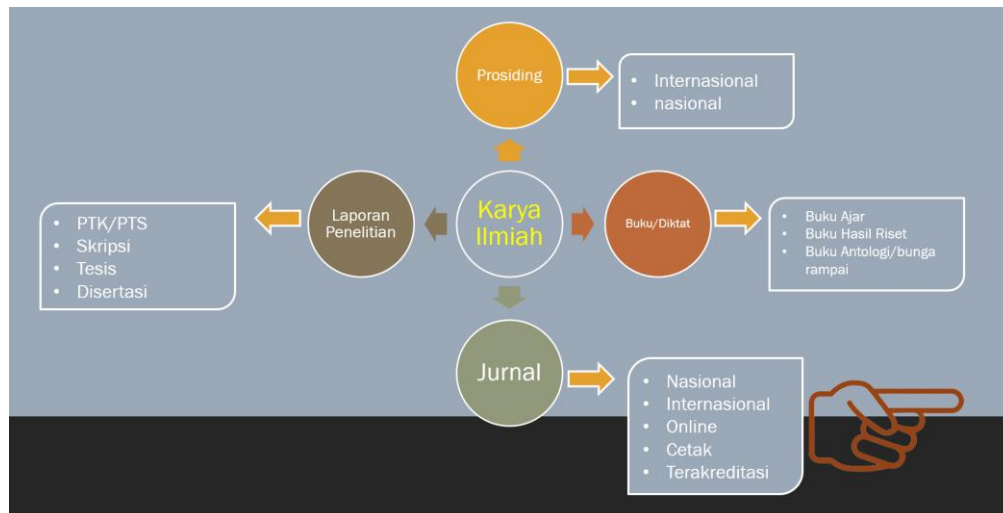 Prosiding
• Internasional
• nasional
Laporan
Penelitian
• PTK/PTS
• Skripsi
• Tesis
• Disertasi
Karya
Ilmiah
Buku/Diktat
• Buku Ajar
• Buku Hasil Riset
• Buku Antologi/bunga
rampai
Jurnal
• Nasional
• Internasional
• Online
• Cetak
• Terakreditasi